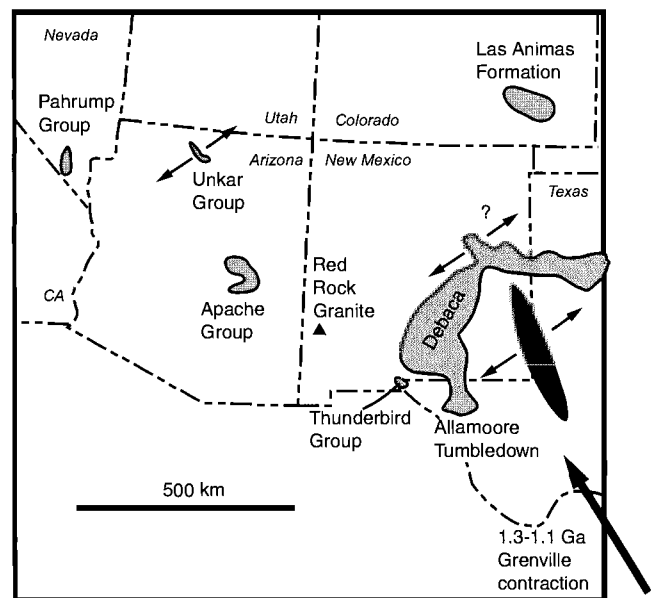 Nevada
Las Animas
Formation
Pahrump
Group
Utah
Colorado
Arizona
New Mexico
Unkar
Group
Texas
?
CA
Apache
Group
Red
Rock
Granite
Debaca
Thunderbird
Group
Allamoore
Tumbledown
500 km
1.3-1.1 Ga
Grenville
contraction